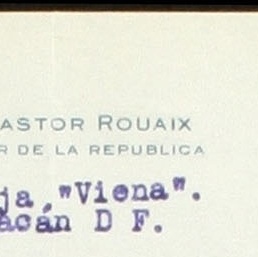 ASTOR ROUAIX
R DE LA REPUBLICA
ja "Viena".
acán D F.